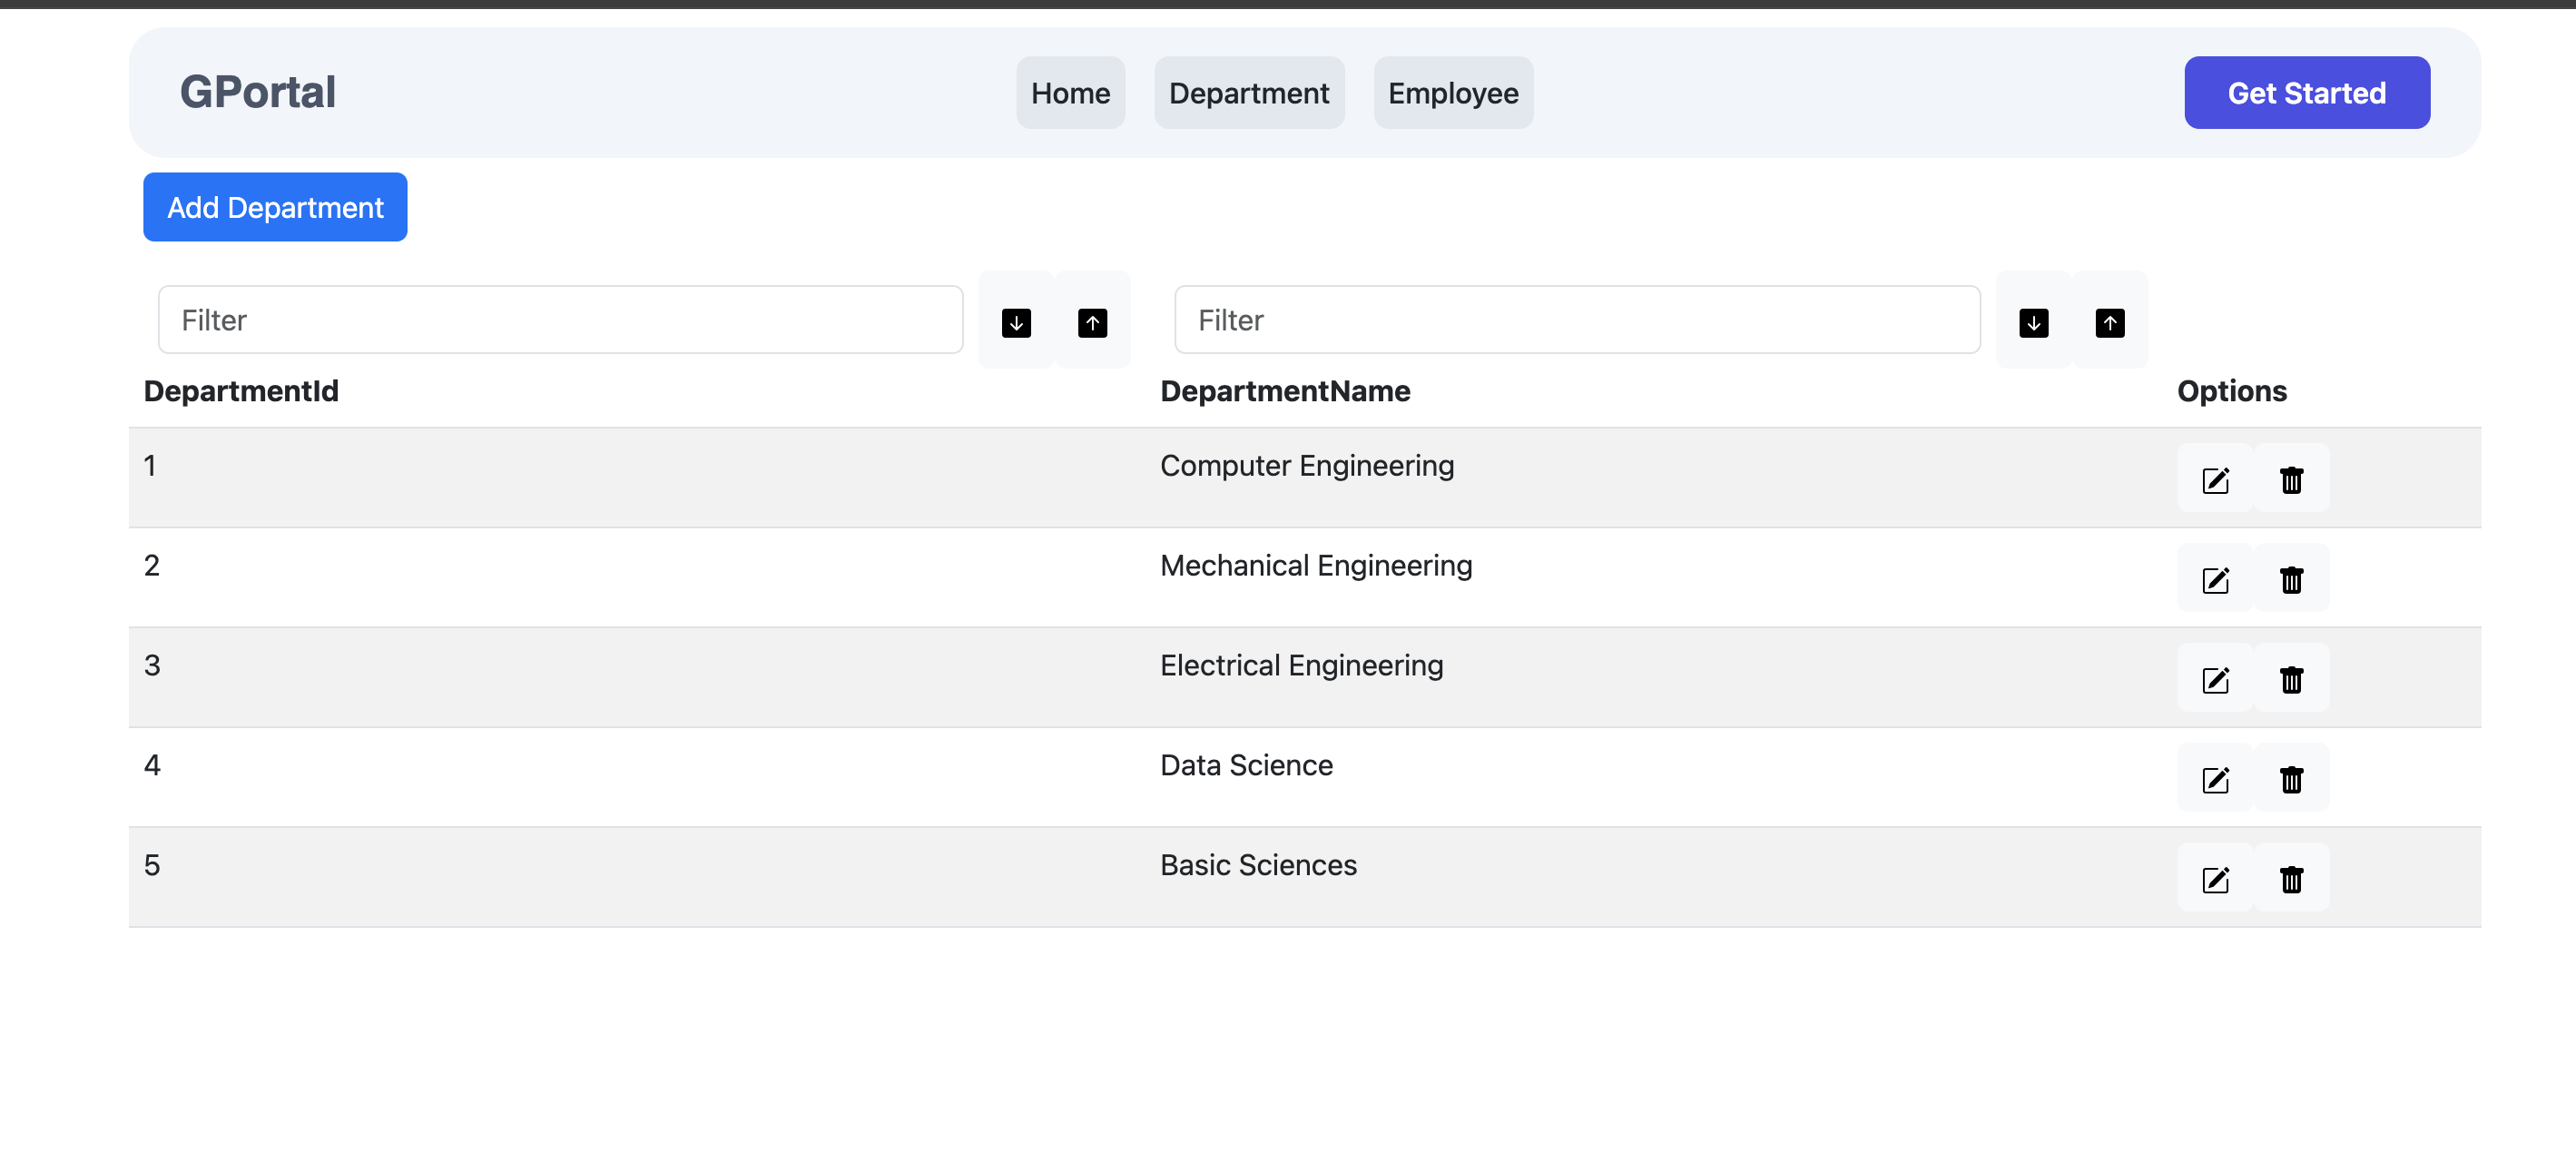 GPortal Home Department Employee Get Started
Add Department
Filter Filter
DepartmentId DepartmentName Options
1 Computer Engineering
2 Mechanical Engineering
3 Electrical Engineering
4 Data Science
5 Basic Sciences